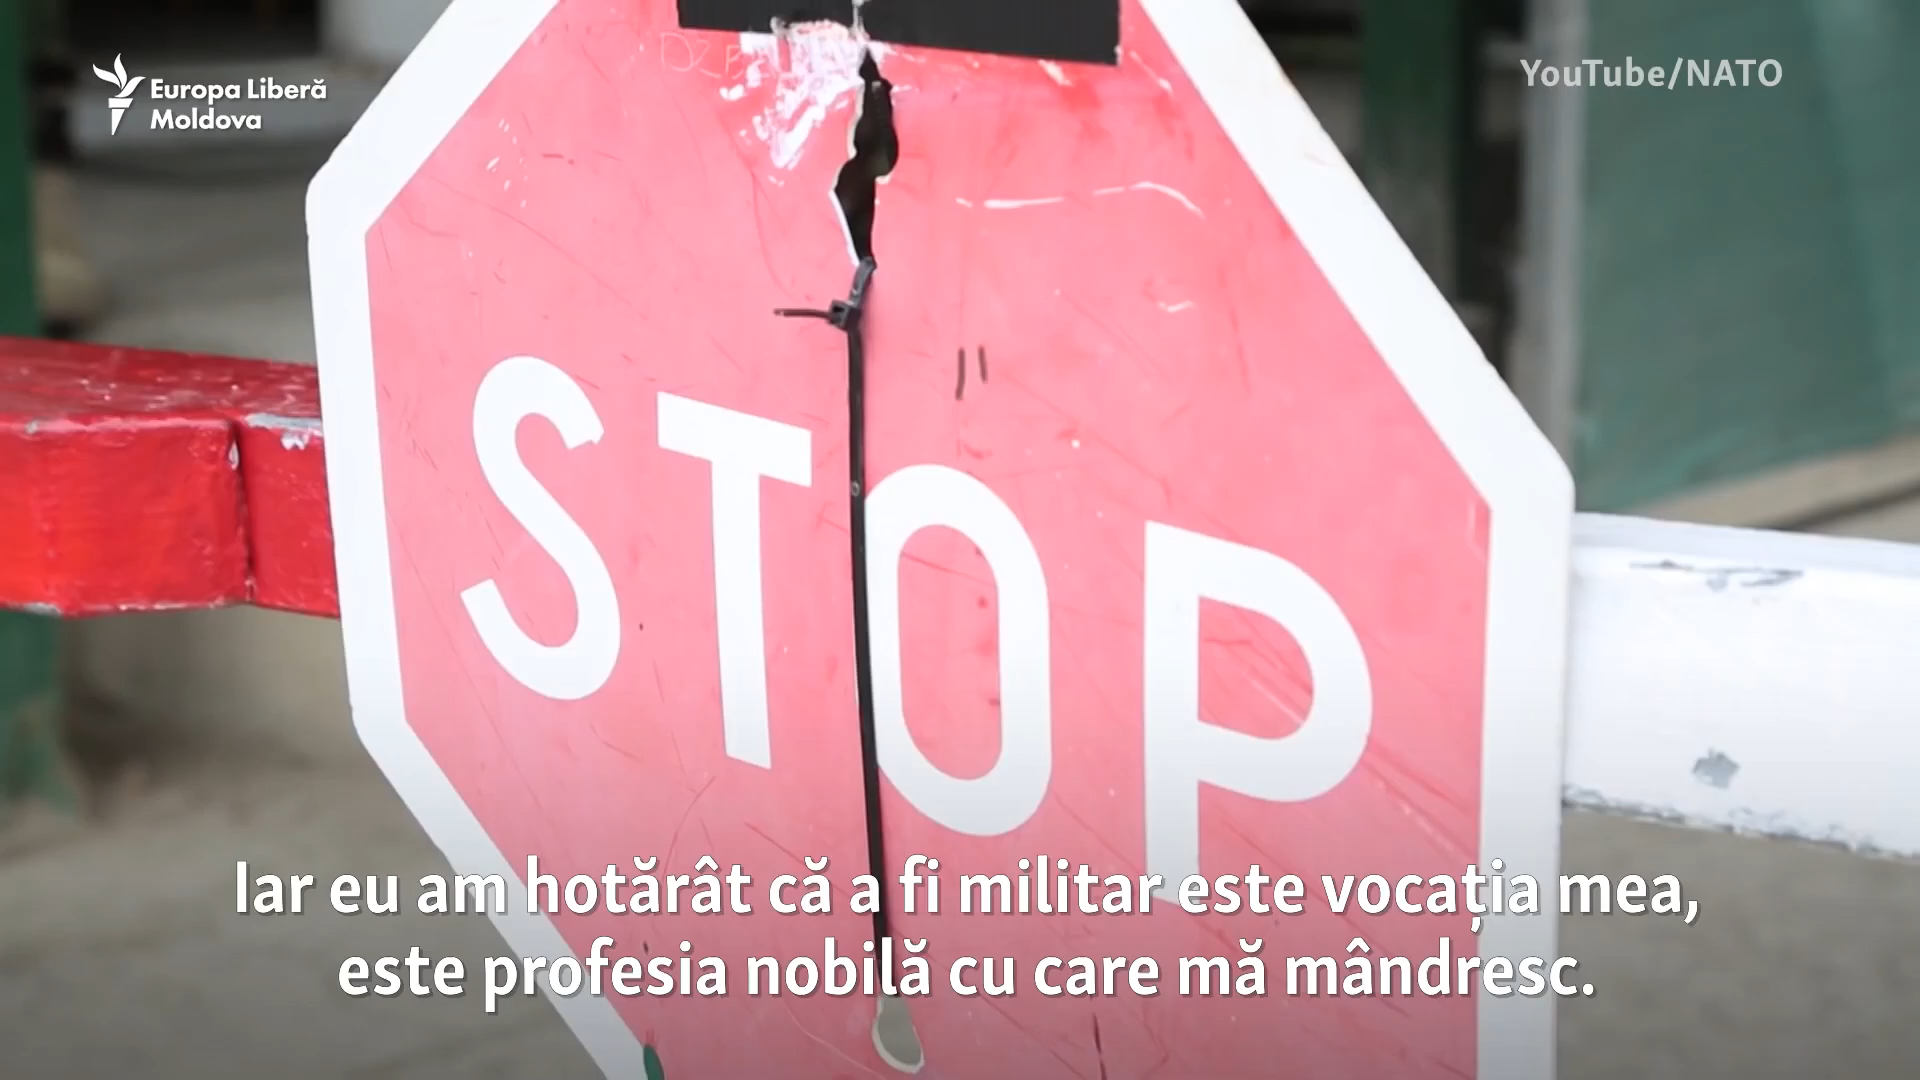 Europa Liberă
Moldova
YouTube/NATO
STOP
Iar eu am hotărât că a fi militar este vocația mea,
este profesia nobilă cu care mă mândresc.